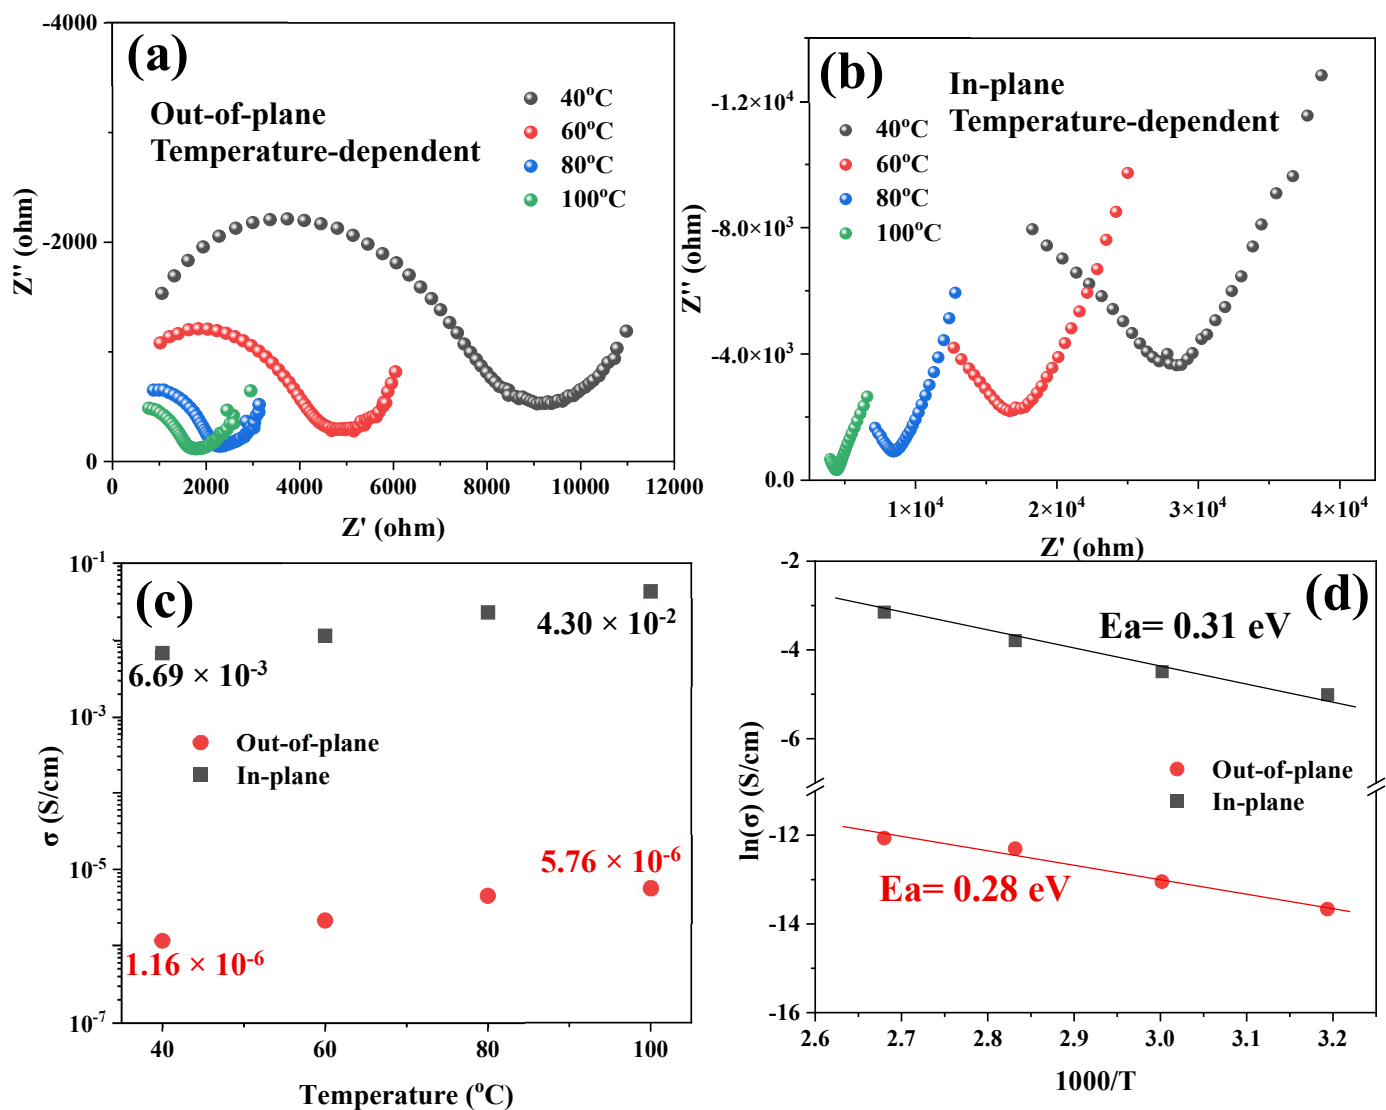 (a)
Out-of-plane
Temperature-dependent
40°C
60°C
80°C
100°C
-4000
-2000
0
Z'' (ohm)
0 2000 4000 6000 8000 10000 12000
Z' (ohm)
(b)
In-plane
Temperature-dependent
40°C
60°C
80°C
100°C
-1.2×10⁴
-8.0×10³
-4.0×10³
0.0
Z'' (ohm)
1×10⁴ 2×10⁴ 3×10⁴ 4×10⁴
Z' (ohm)
(c)
10⁻¹
10⁻³
10⁻⁵
10⁻⁷
σ (S/cm)
4.30 × 10⁻²
6.69 × 10⁻³
Out-of-plane
In-plane
5.76 × 10⁻⁶
1.16 × 10⁻⁶
40 60 80 100
Temperature (°C)
(d)
-2
-4
-6
-12
-14
-16
ln(σ) (S/cm)
Ea= 0.31 eV
Out-of-plane
In-plane
Ea= 0.28 eV
2.6 2.7 2.8 2.9 3.0 3.1 3.2
1000/T